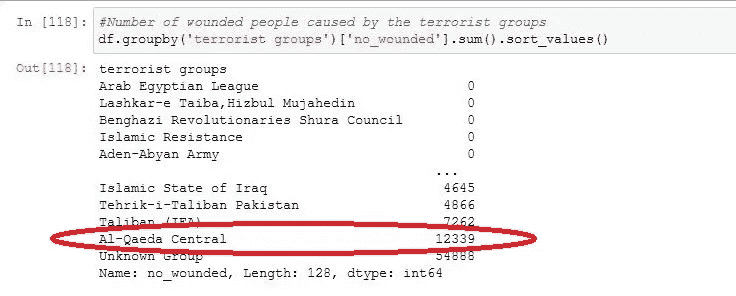 In [118]: #Number of wounded people caused by the terrorist groups
df.groupby('terrorist groups')['no_wounded'].sum().sort_values()
Out[118]: terrorist groups
Arab Egyptian League 0
Lashkar-e Taiba,Hizbul Mujahedin 0
Benghazi Revolutionaries Shura Council 0
Islamic Resistance 0
Aden-Abyan Army 0
...
Islamic State of Iraq 4645
Tehrik-i-Taliban Pakistan 4866
Taliban (IEA) 7262
Al-Qaeda Central 12339
Unknown Group 54888
Name: no_wounded, Length: 128, dtype: int64